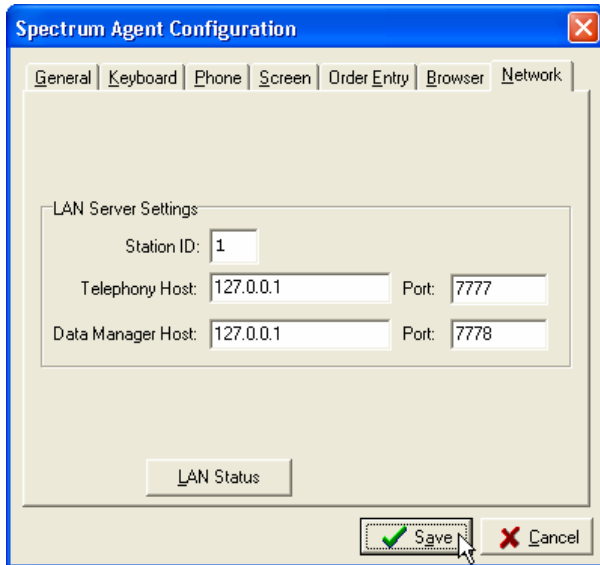 Spectrum Agent Configuration
General Keyboard Phone Screen Order Entry Browser Network
LAN Server Settings
Station ID: 1
Telephony Host: 127.0.0.1 Port: 7777
Data Manager Host: 127.0.0.1 Port: 7778
LAN Status
Save Cancel